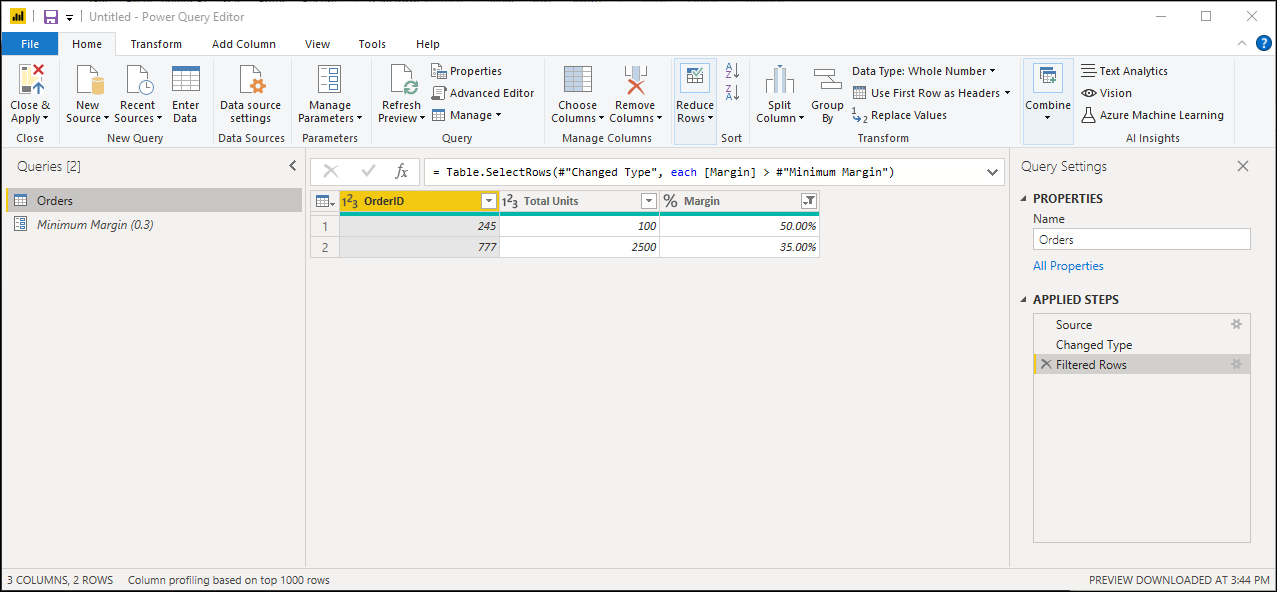 Untitled - Power Query Editor
File Home Transform Add Column View Tools Help
?
Close & Apply
New Source
Recent Sources
Enter Data
Data source settings
Manage Parameters
Refresh Preview
Properties
Advanced Editor
Manage
Choose Columns
Remove Columns
Reduce Rows
A Z
Z A
Split Column
Group By
Data Type: Whole Number
Use First Row as Headers
1 2 Replace Values
Combine
Text Analytics
Vision
Azure Machine Learning
Close New Query Data Sources Parameters Query Manage Columns Sort Transform AI Insights
Queries [2]
Orders
Minimum Margin (0.3)
fx = Table.SelectRows(#"Changed Type", each [Margin] > #"Minimum Margin")
123 OrderID 123 Total Units % Margin
1 245 100 50.00%
2 777 2500 35.00%
Query Settings
PROPERTIES
Name
Orders
All Properties
APPLIED STEPS
Source
Changed Type
Filtered Rows
3 COLUMNS, 2 ROWS Column profiling based on top 1000 rows PREVIEW DOWNLOADED AT 3:44 PM